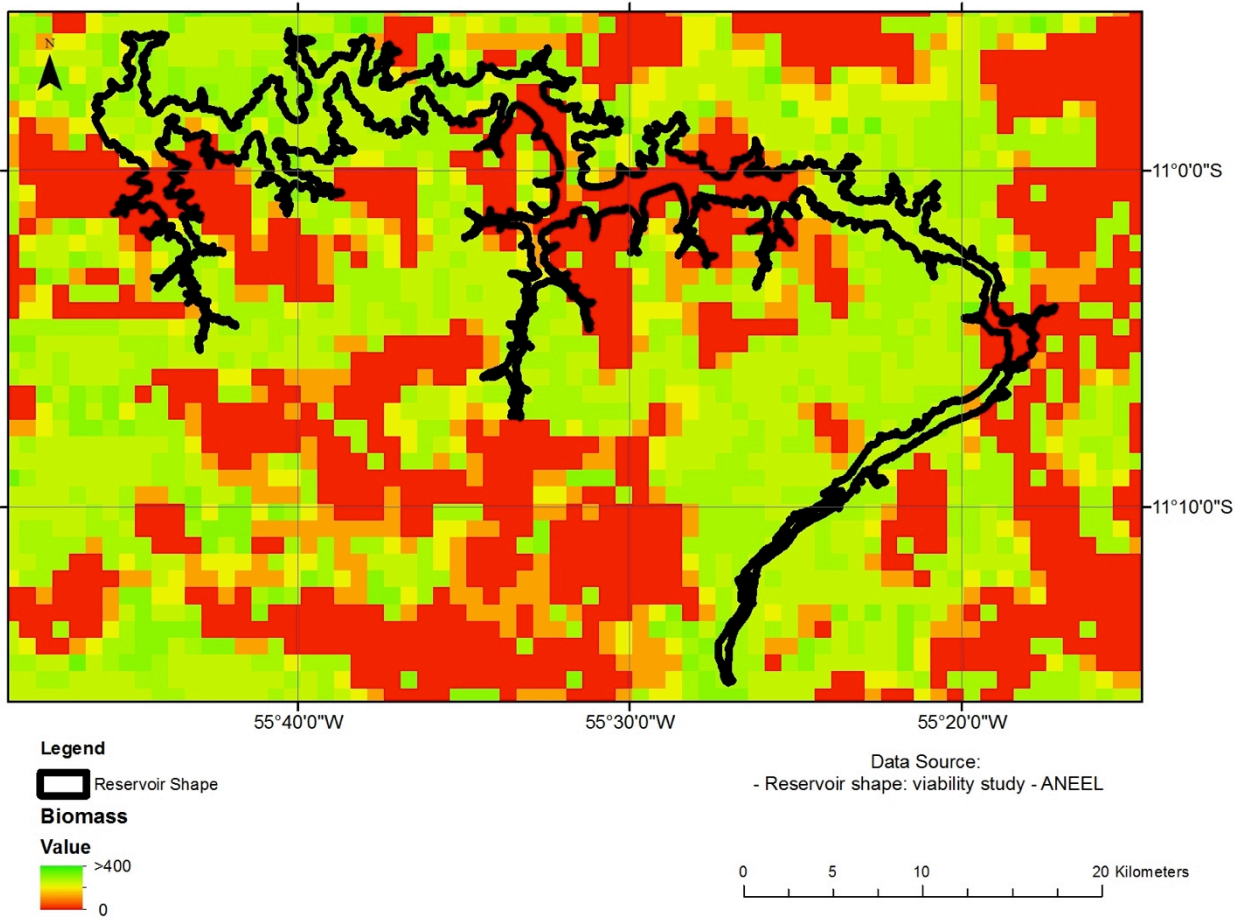 N
11°0'0"S
11°10'0"S
55°40'0"W
55°30'0"W
55°20'0"W
Legend
Reservoir Shape
Biomass
Value
>400
0
Data Source:
- Reservoir shape: viability study - ANEEL
0 5 10 20 Kilometers